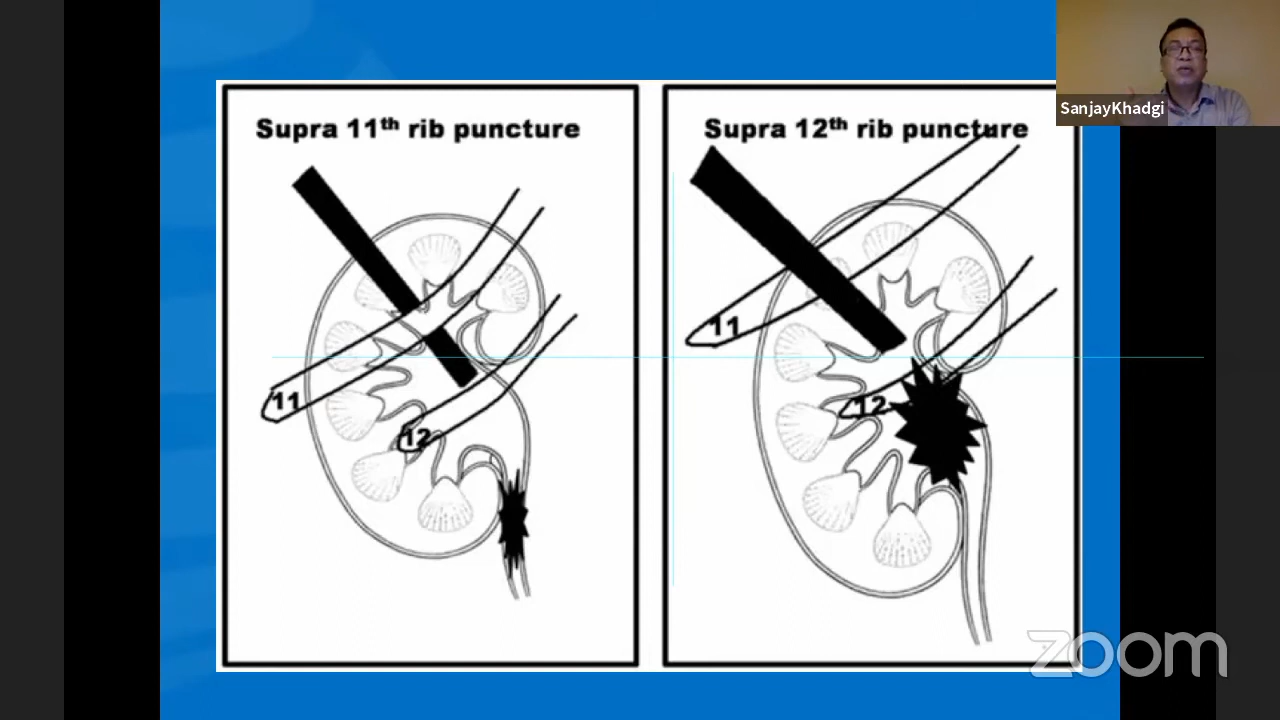 SanjayKhadgi
Supra 11th rib puncture
11
12
Supra 12th rib puncture
11
12
zoom